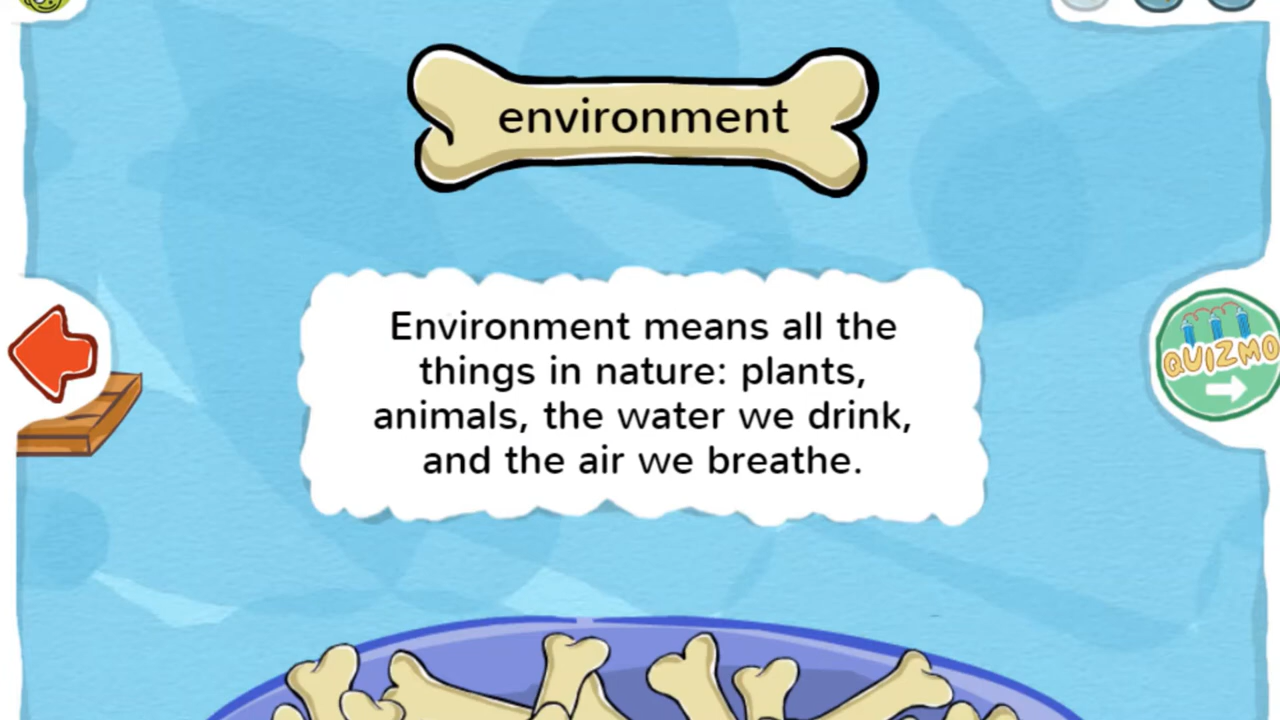 environment
Environment means all the
things in nature: plants,
animals, the water we drink,
and the air we breathe.
QUIZMO